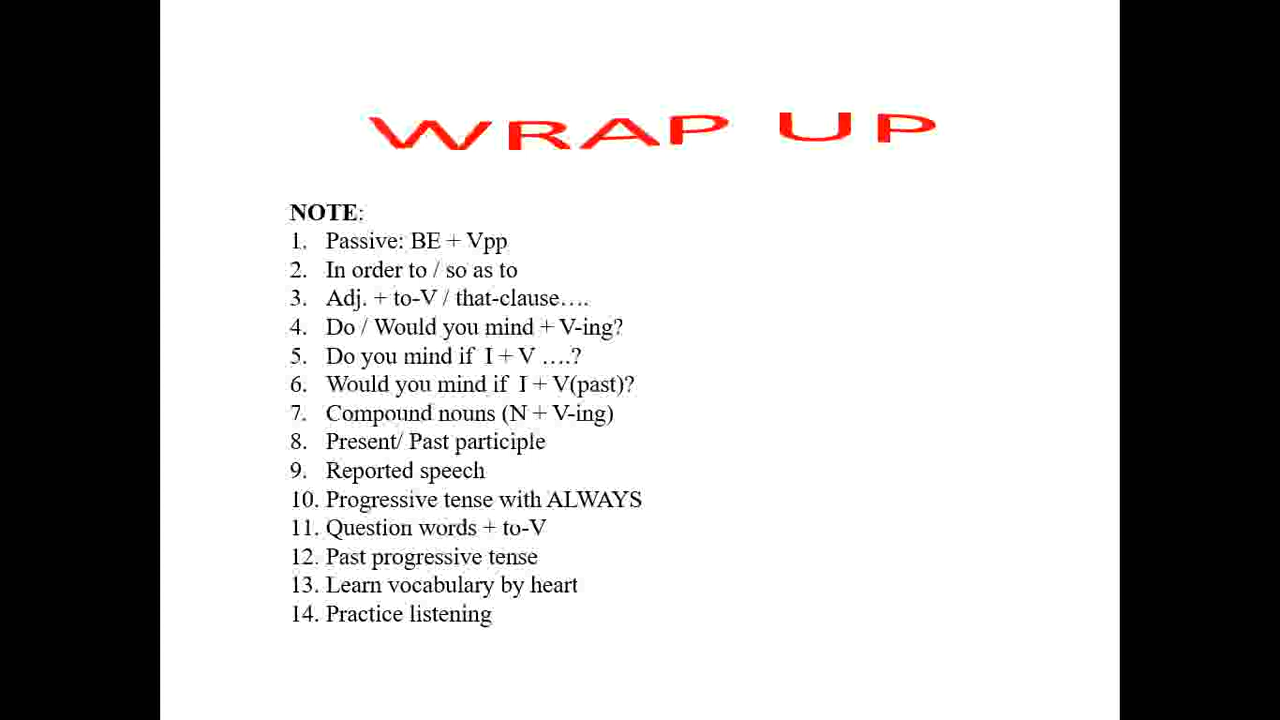 WRAP UP
NOTE:
1. Passive: BE + Vpp
2. In order to / so as to
3. Adj. + to-V / that-clause….
4. Do / Would you mind + V-ing?
5. Do you mind if I + V ….?
6. Would you mind if I + V(past)?
7. Compound nouns (N + V-ing)
8. Present/ Past participle
9. Reported speech
10. Progressive tense with ALWAYS
11. Question words + to-V
12. Past progressive tense
13. Learn vocabulary by heart
14. Practice listening